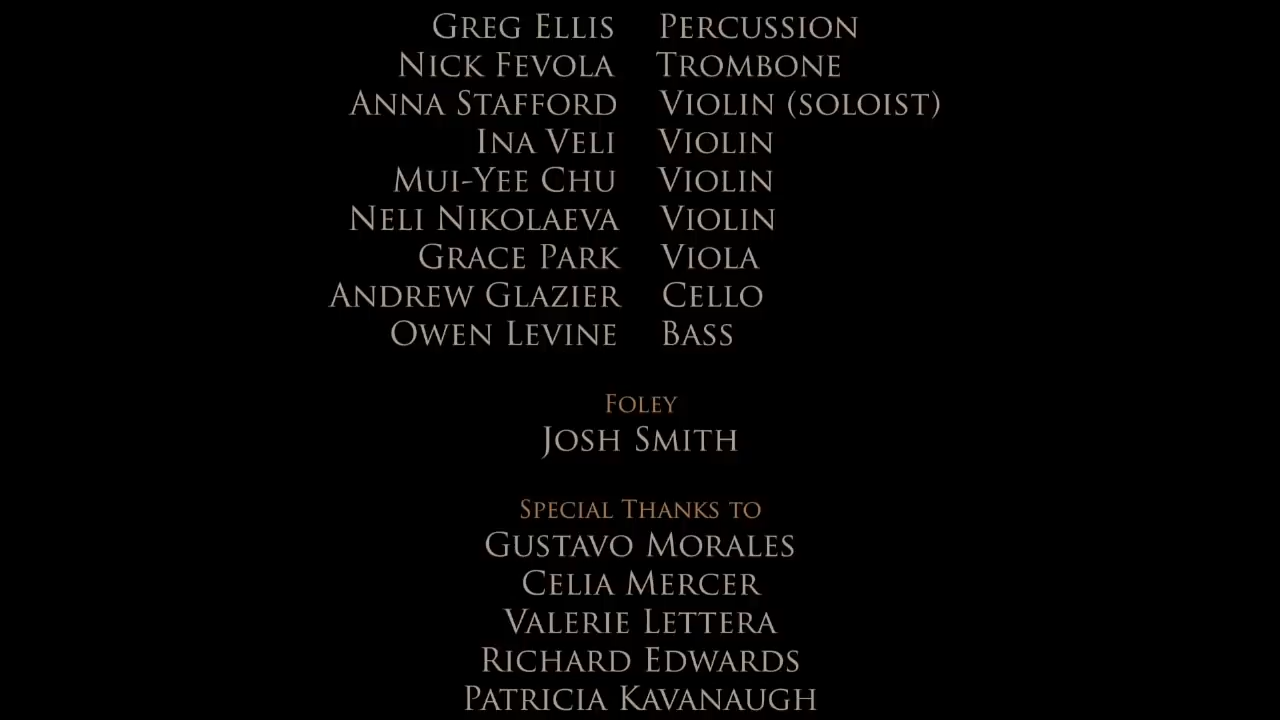 Greg Ellis Percussion
Nick Fevola Trombone
Anna Stafford Violin (soloist)
Ina Veli Violin
Mui-Yee Chu Violin
Neli Nikolaeva Violin
Grace Park Viola
Andrew Glazier Cello
Owen Levine Bass
Foley
Josh Smith
Special Thanks to
Gustavo Morales
Celia Mercer
Valerie Lettera
Richard Edwards
Patricia Kavanaugh